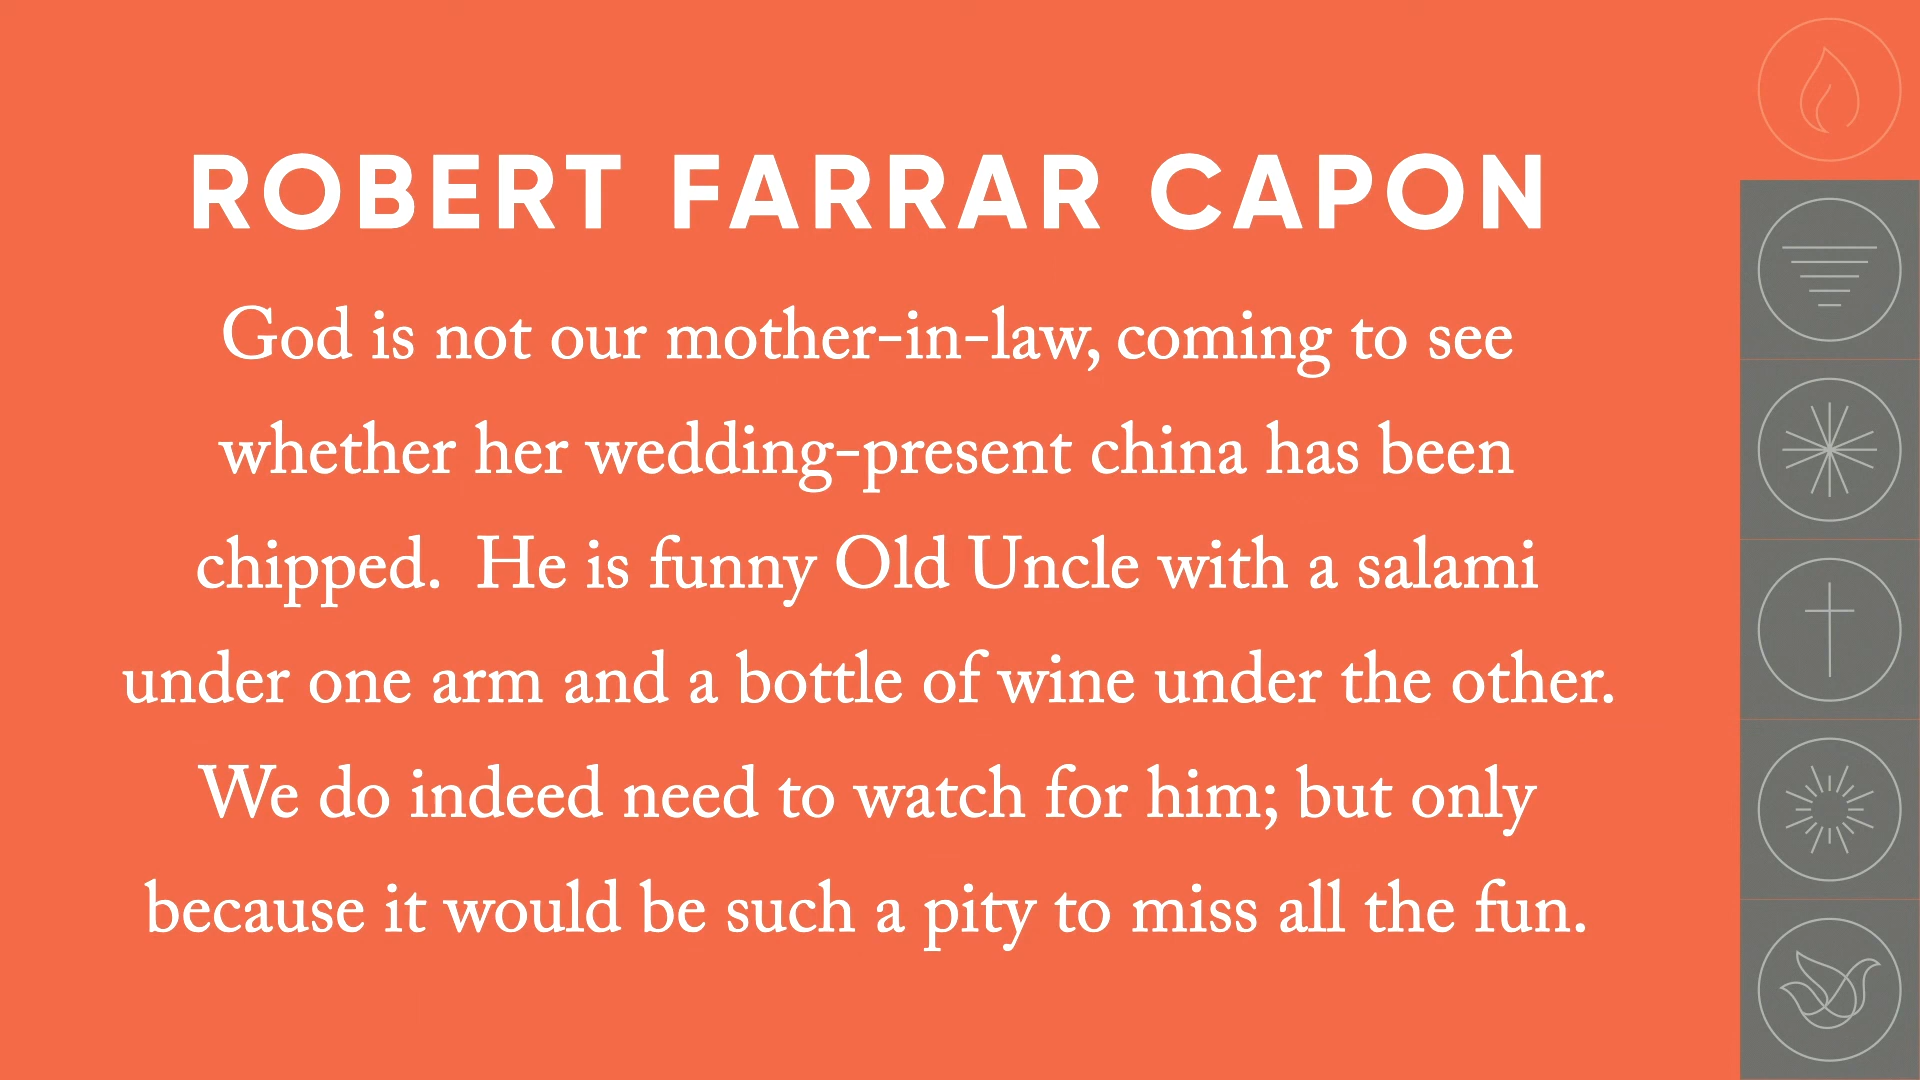 ROBERT FARRAR CAPON
God is not our mother-in-law, coming to see
whether her wedding-present china has been
chipped.  He is funny Old Uncle with a salami
under one arm and a bottle of wine under the other.
We do indeed need to watch for him; but only
because it would be such a pity to miss all the fun.